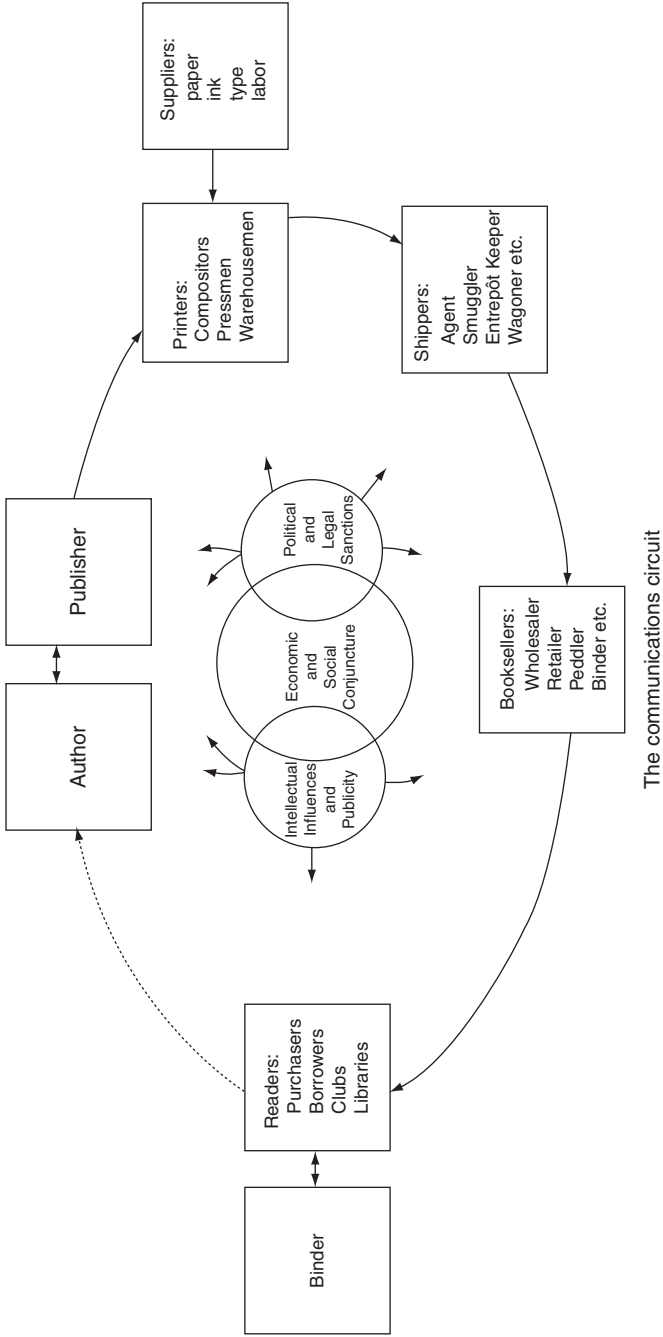 Author
Publisher
Printers:
Compositors
Pressmen
Warehousemen
Suppliers:
paper
ink
type
labor
Intellectual
Influences
and
Publicity
Economic
and
Social
Conjuncture
Political
and
Legal
Sanctions
Binder
Readers:
Purchasers
Borrowers
Clubs
Libraries
Booksellers:
Wholesaler
Retailer
Peddler
Binder etc.
Shippers:
Agent
Smuggler
Entrepôt Keeper
Wagoner etc.
The communications circuit